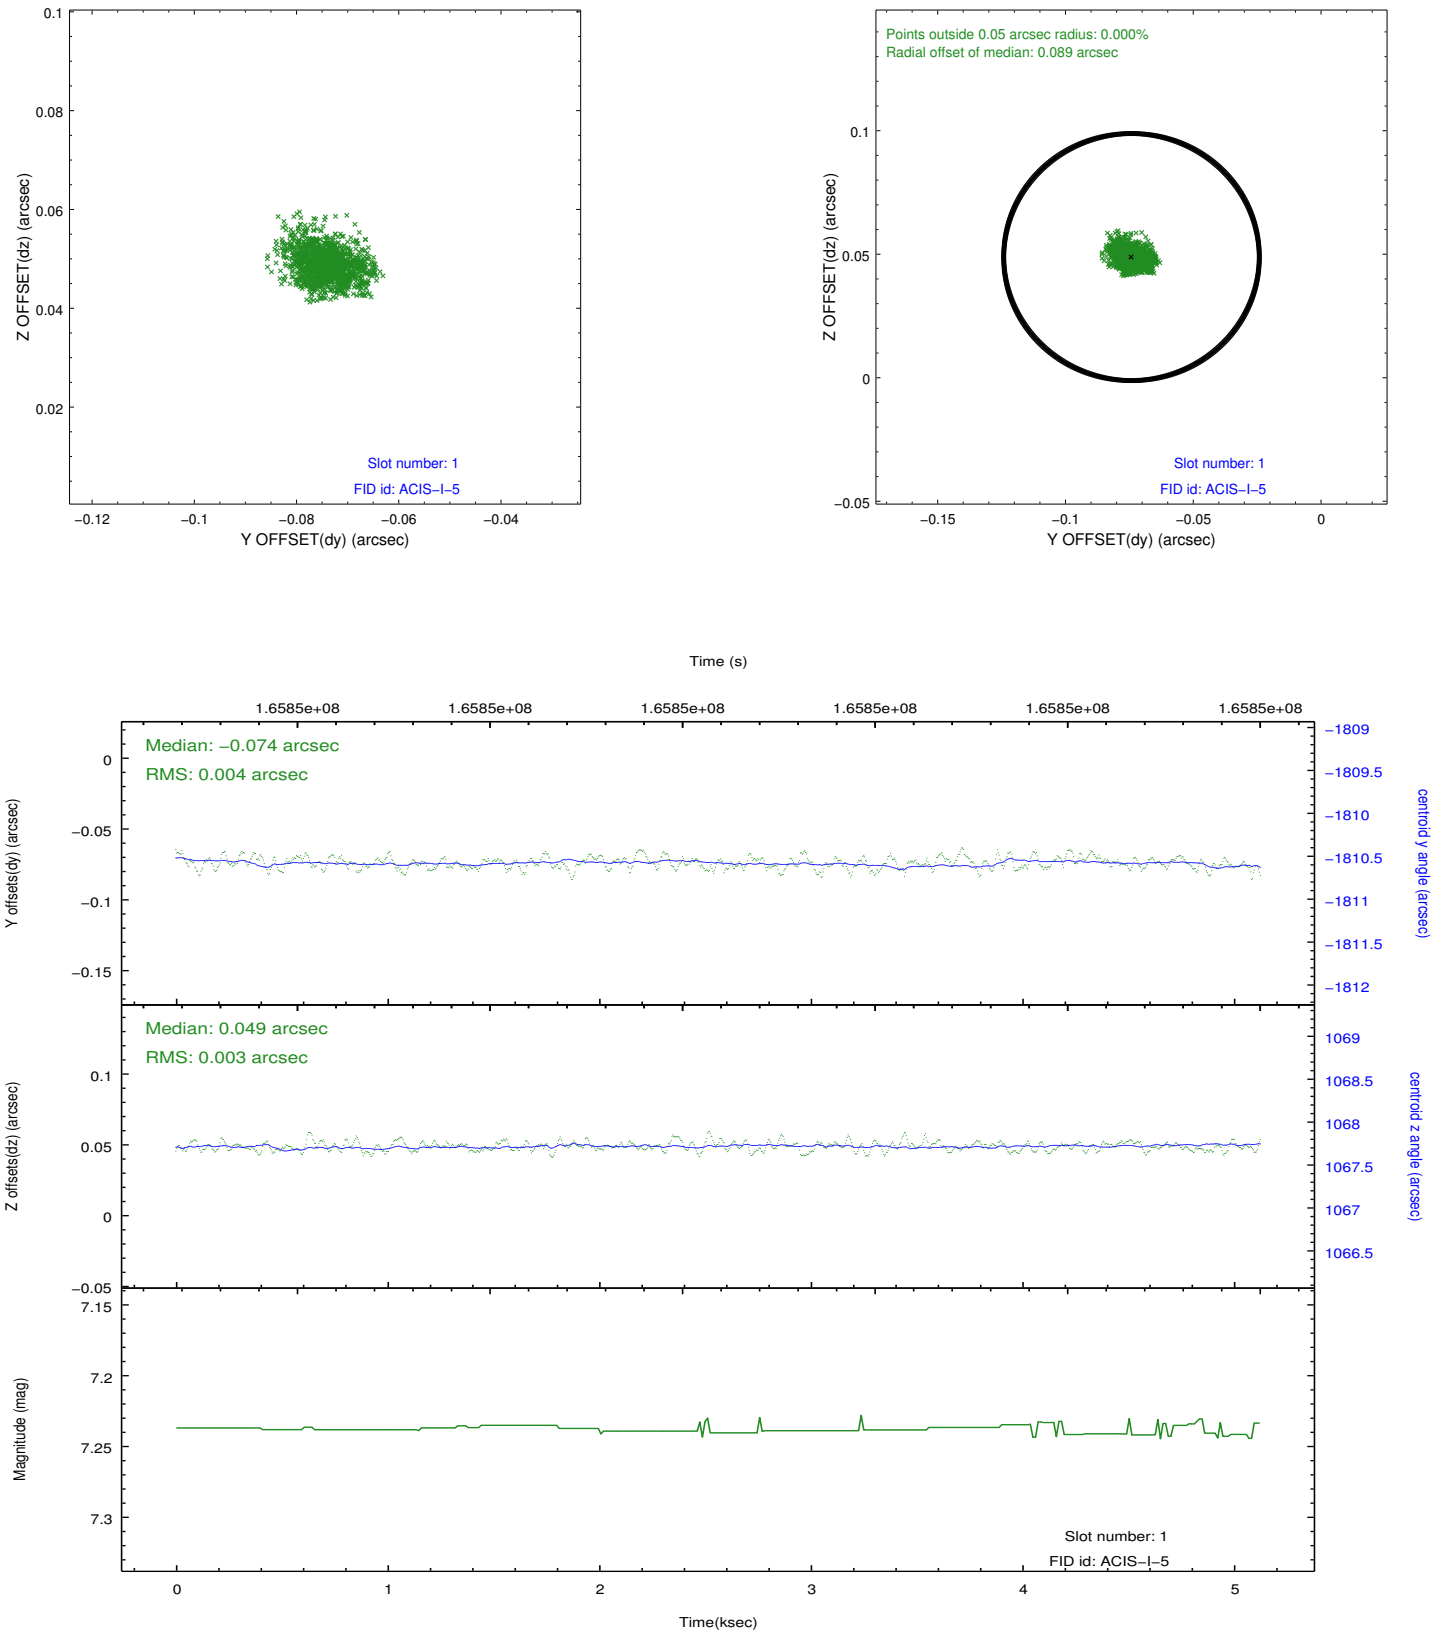 0.1
0.08
0.06
0.04
0.02
Z OFFSET(dz) (arcsec)
Slot number: 1
FID id: ACIS−I−5
−0.12 −0.1 −0.08 −0.06 −0.04
Y OFFSET(dy) (arcsec)
Points outside 0.05 arcsec radius: 0.000%
Radial offset of median: 0.089 arcsec
0.1
0.05
0
−0.05
Z OFFSET(dz) (arcsec)
Slot number: 1
FID id: ACIS−I−5
−0.15 −0.1 −0.05 0
Y OFFSET(dy) (arcsec)
Time (s)
1.6585e+08 1.6585e+08 1.6585e+08 1.6585e+08 1.6585e+08 1.6585e+08
Median: −0.074 arcsec
RMS: 0.004 arcsec
0
−0.05
−0.1
−0.15
Y offsets(dy) (arcsec)
−1809
−1809.5
−1810
−1810.5
−1811
−1811.5
−1812
centroid y angle (arcsec)
Median: 0.049 arcsec
RMS: 0.003 arcsec
0.1
0.05
0
−0.05
Z offsets(dz) (arcsec)
1069
1068.5
1068
1067.5
1067
1066.5
centroid z angle (arcsec)
7.15
7.2
7.25
7.3
Magnitude (mag)
Slot number: 1
FID id: ACIS−I−5
0 1 2 3 4 5
Time(ksec)